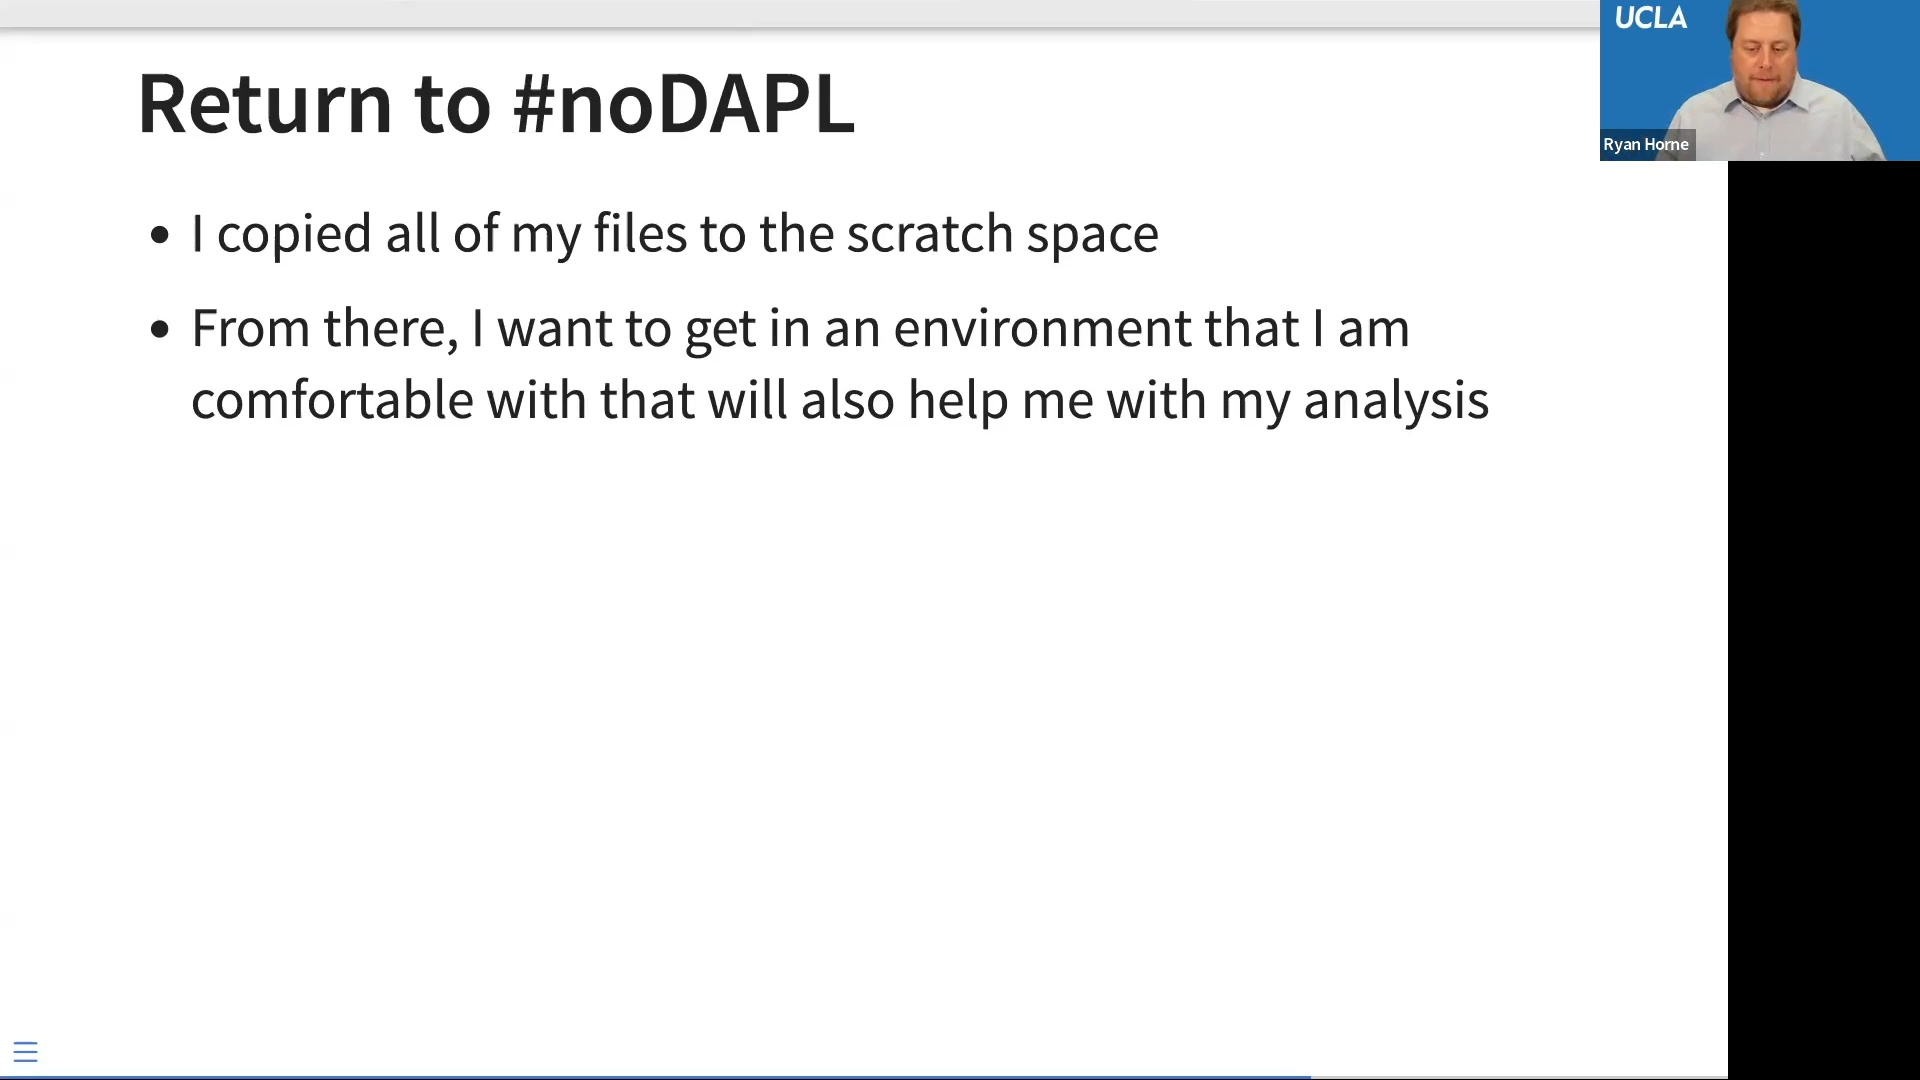 UCLA
Ryan Horne
Return to #noDAPL
• I copied all of my files to the scratch space
• From there, I want to get in an environment that I am
comfortable with that will also help me with my analysis